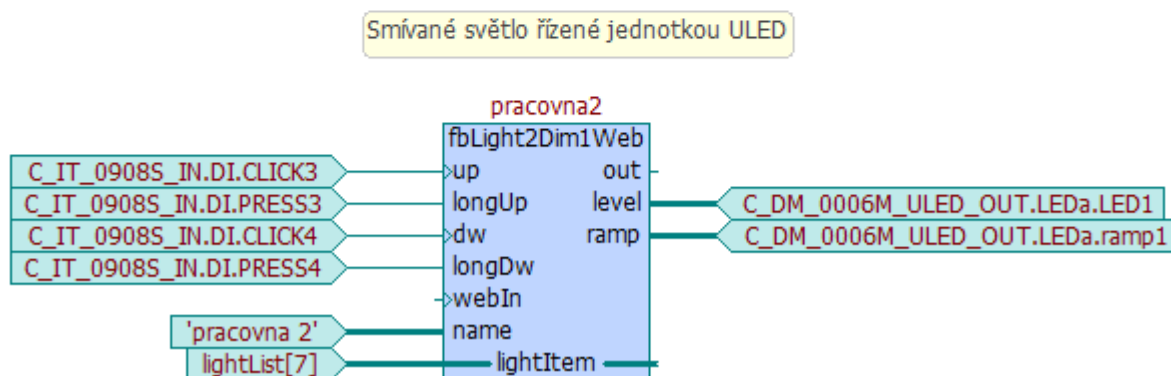 Smívané světlo řízené jednotkou ULED
pracovna2
fbLight2Dim1Web
C_IT_0908S_IN.DI.CLICK3 up out
C_IT_0908S_IN.DI.PRESS3 longUp level C_DM_0006M_ULED_OUT.LEDa.LED1
C_IT_0908S_IN.DI.CLICK4 dw ramp C_DM_0006M_ULED_OUT.LEDa.ramp1
C_IT_0908S_IN.DI.PRESS4 longDw
webIn
'pracovna 2' name
lightList[7] lightItem